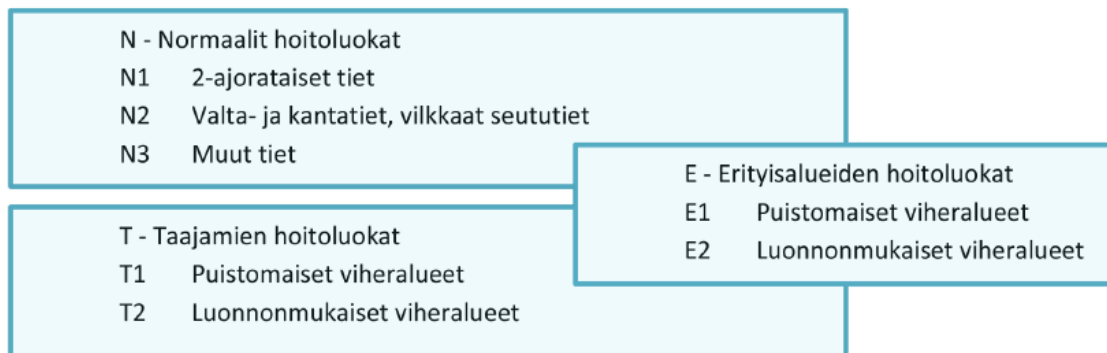 N - Normaalit hoitoluokat
N1 2-ajorataiset tiet
N2 Valta- ja kantatiet, vilkkaat seututiet
N3 Muut tiet
E - Erityisalueiden hoitoluokat
E1 Puistomaiset viheralueet
E2 Luonnonmukaiset viheralueet
T - Taajamien hoitoluokat
T1 Puistomaiset viheralueet
T2 Luonnonmukaiset viheralueet